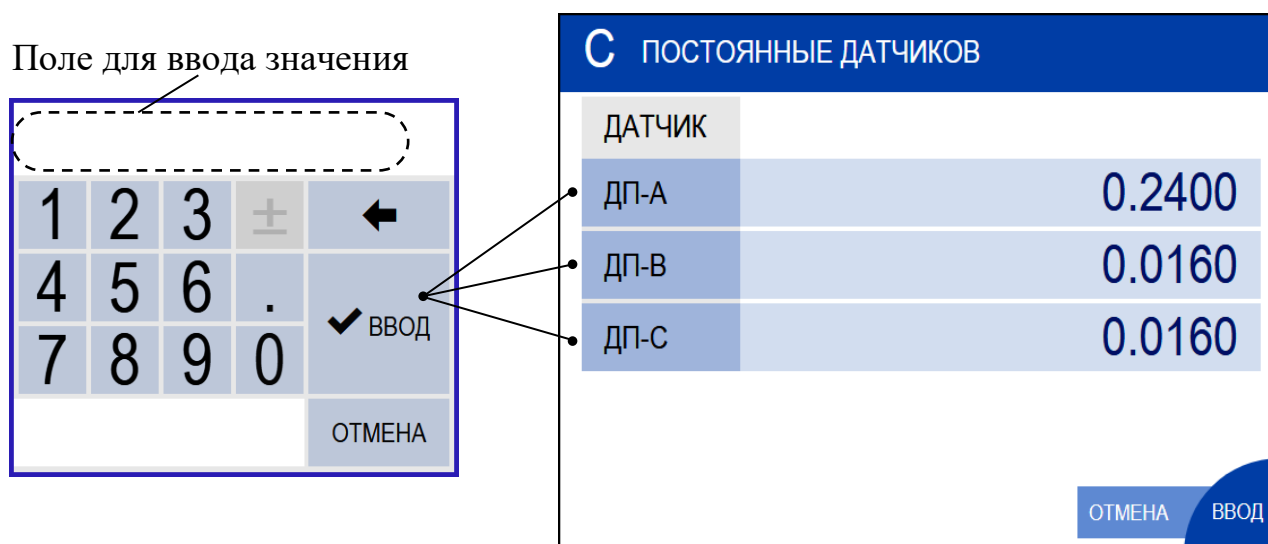 Поле для ввода значения
1 2 3 ±
4 5 6 .
ВВОД
7 8 9 0
ОТМЕНА
С ПОСТОЯННЫЕ ДАТЧИКОВ
ДАТЧИК
ДП-А 0.2400
ДП-В 0.0160
ДП-С 0.0160
ОТМЕНА ВВОД